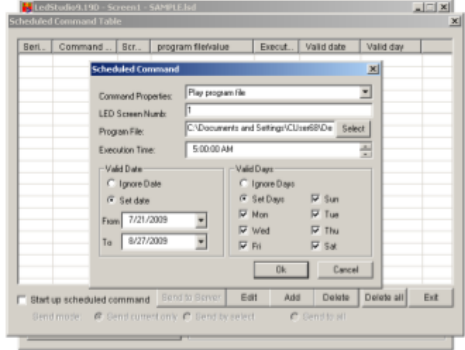 LedStudio9.19D - Screen1 - SAMPLE.lsd
Scheduled Command Table
Seri... Command ... Scr... program file/value Execut... Valid date Valid day
Scheduled Command
Command Properties: Play program file
LED Screen Numb: 1
Program File: C:\Documents and Settings\CUser68\De Select
Execution Time: 5:00:00 AM
Valid Date Valid Days
Ignore Date Ignore Days
Set date Set Days Sun
From 7/21/2009 Mon Tue
To 8/27/2009 Wed Thu
Fri Sat
Ok Cancel
Start up scheduled command Send to Server Edit Add Delete Delete all Exit
Send mode Send current only Send by select Send to all